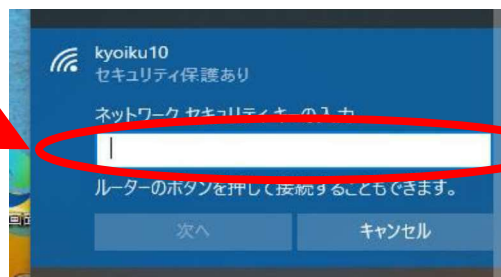 kyoiku10
セキュリティ保護あり
ネットワーク セキュリティ キーの入力
ルーターのボタンを押して接続することもできます。
次へ
キャンセル